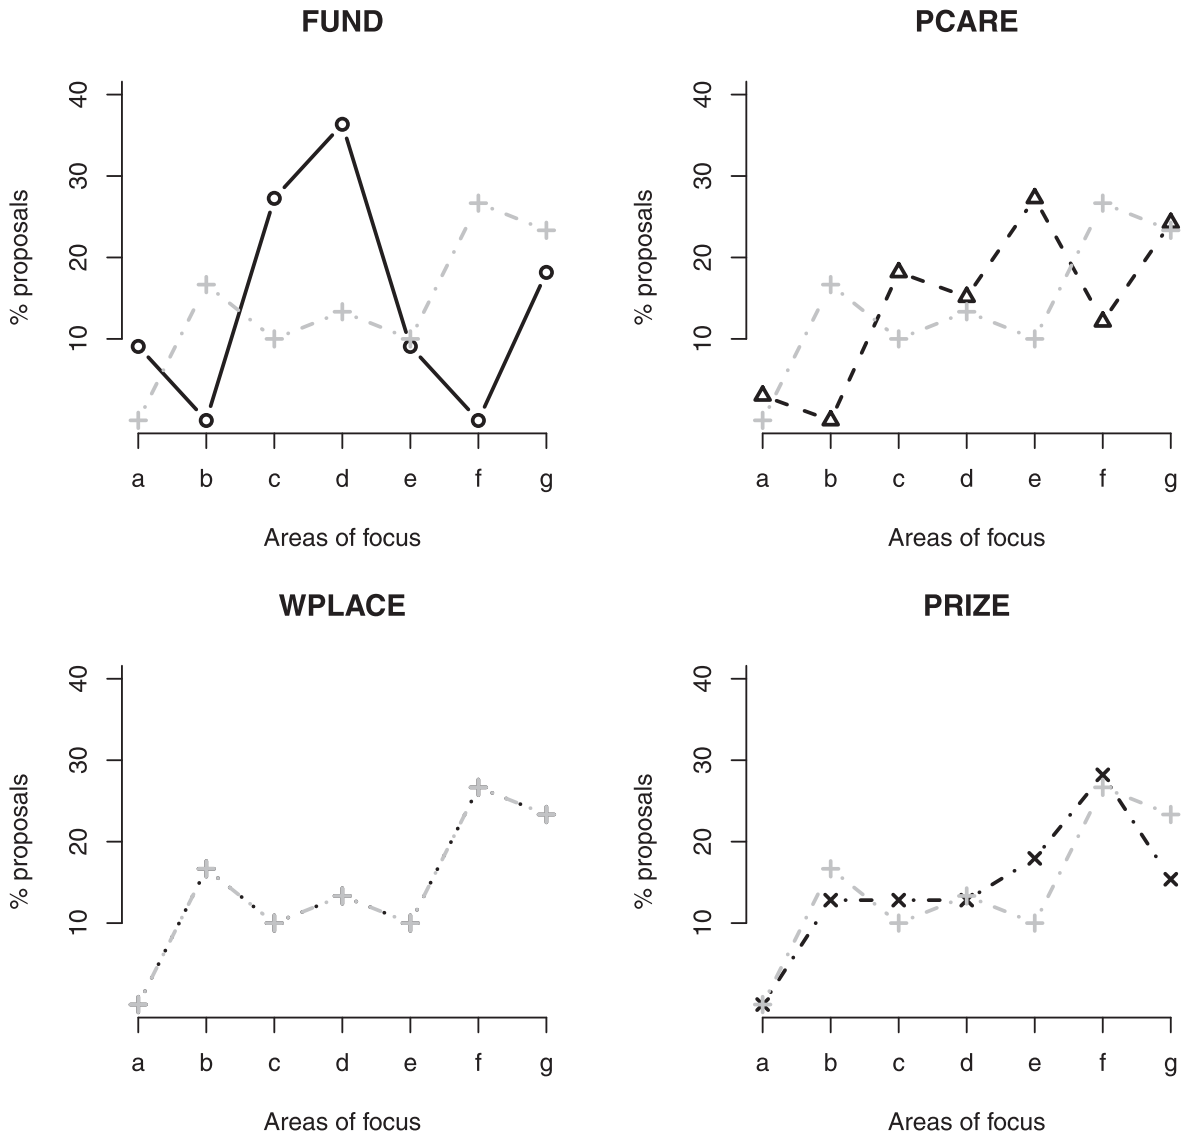 FUND
% proposals
40
30
20
10
a b c d e f g
Areas of focus
PCARE
% proposals
40
30
20
10
a b c d e f g
Areas of focus
WPLACE
% proposals
40
30
20
10
a b c d e f g
Areas of focus
PRIZE
% proposals
40
30
20
10
a b c d e f g
Areas of focus